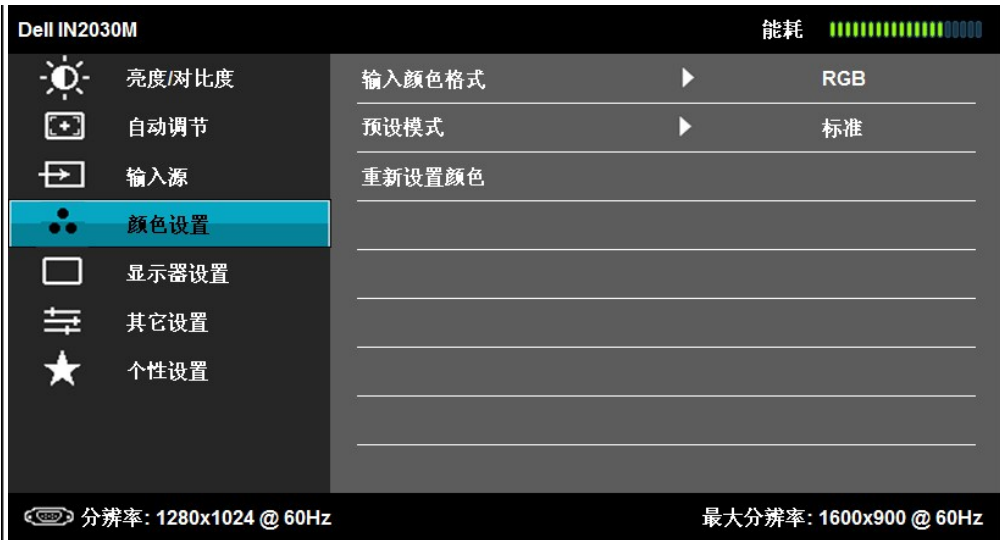 Dell IN2030M 能耗
亮度/对比度 输入颜色格式 RGB
自动调节 预设模式 标准
输入源 重新设置颜色
颜色设置
显示器设置
其它设置
个性设置
分辨率: 1280x1024 @ 60Hz 最大分辨率: 1600x900 @ 60Hz